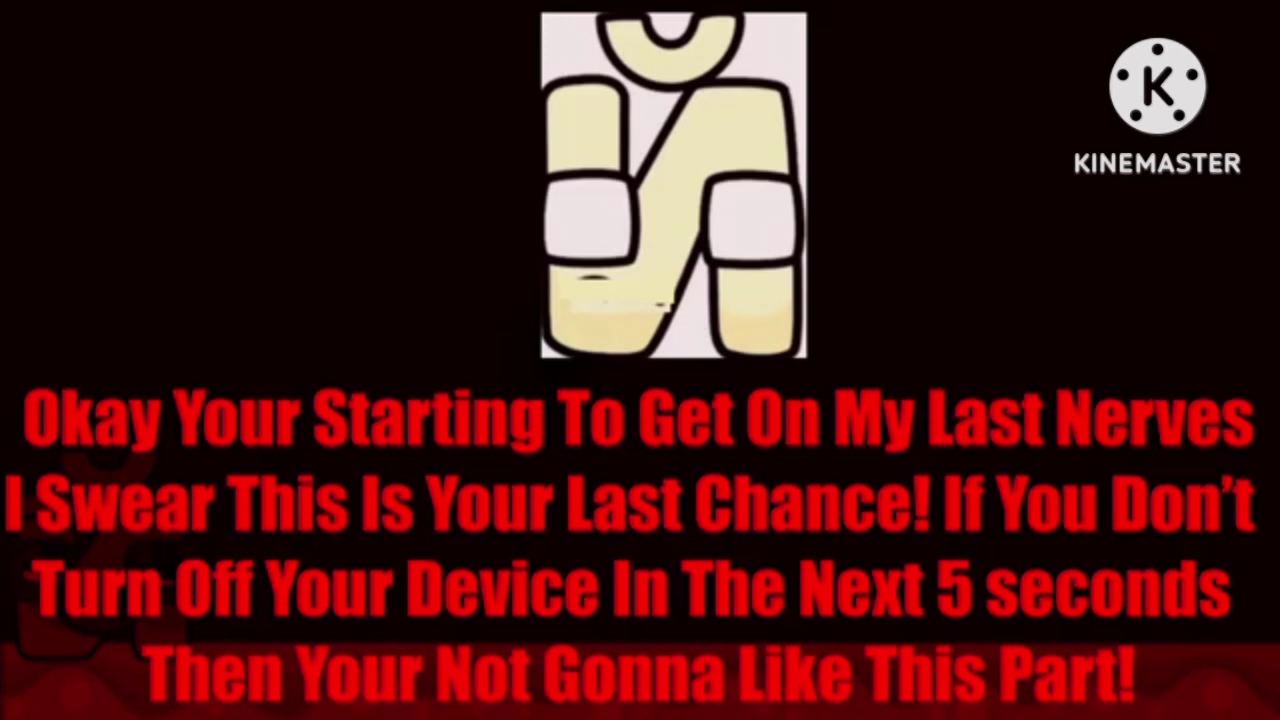 K
KINEMASTER
Okay Your Starting To Get On My Last Nerves
I Swear This Is Your Last Chance! If You Don't
Turn Off Your Device In The Next 5 seconds
Then Your Not Gonna Like This Part!